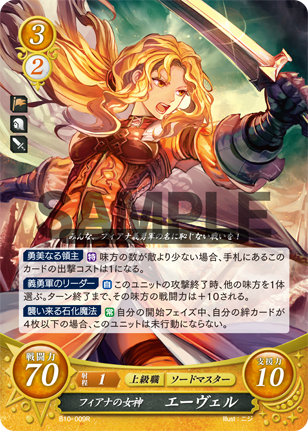 3
2
SAMPLE
みんな、フィアナ義勇軍の名に恥じない戦いを!
勇美なる領主 特 味方の数が敵より少ない場合、手札にあるこの
カードの出撃コストは1になる。
義勇軍のリーダー 自 このユニットの攻撃終了時、他の味方を1体
選ぶ。ターン終了まで、その味方の戦闘力は+10される。
襲い来る石化魔法 常 自分の開始フェイズ中、自分の絆カードが
4枚以下の場合、このユニットは未行動にならない。
戦闘力
70
射程
1
上級職
ソードマスター
支援力
10
フィアナの女神 エーヴェル
B10-009R
Illust:ニジ